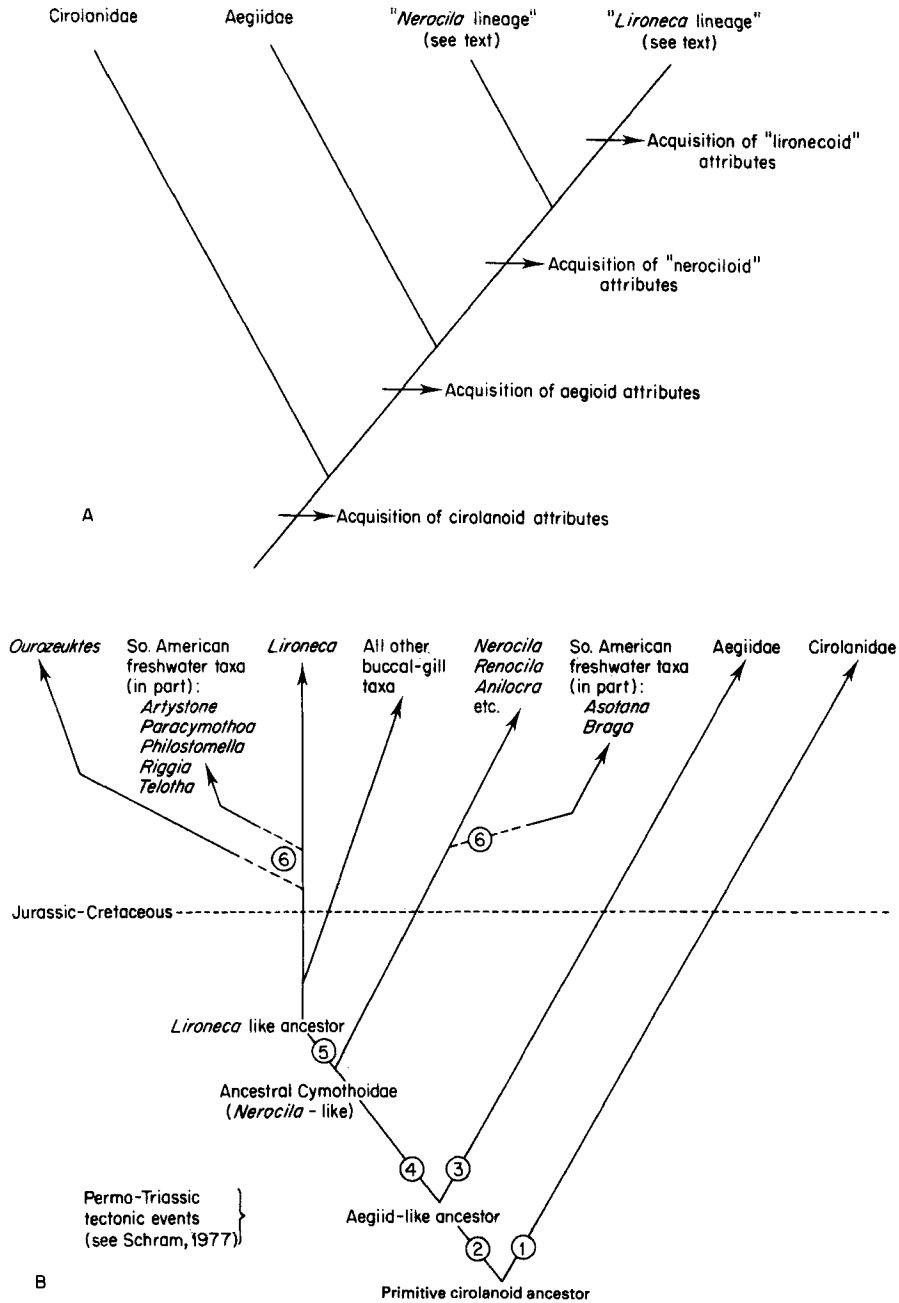 Cirolanidae
Aegiidae
"Nerocila lineage"
(see text)
"Lironeca lineage"
(see text)
Acquisition of "lironecoid"
attributes
Acquisition of "nerociloid"
attributes
Acquisition of aegioid attributes
A
Acquisition of cirolanoid attributes
Ourozeuktes
So. American
freshwater taxa
(in part):
Artystone
Paracymothoa
Philostomella
Riggia
Telotha
Lironeca
All other
buccal-gill
taxa
Nerocila
Renocila
Anilocra
etc.
So. American
freshwater taxa
(in part):
Asotana
Braga
Aegiidae
Cirolanidae
6
6
Jurassic-Cretaceous
Lironeca like ancestor
5
Ancestral Cymothoidae
(Nerocila - like)
4
3
Permo-Triassic
tectonic events
(see Schram, 1977)
Aegiid-like ancestor
2
1
B
Primitive cirolanoid ancestor